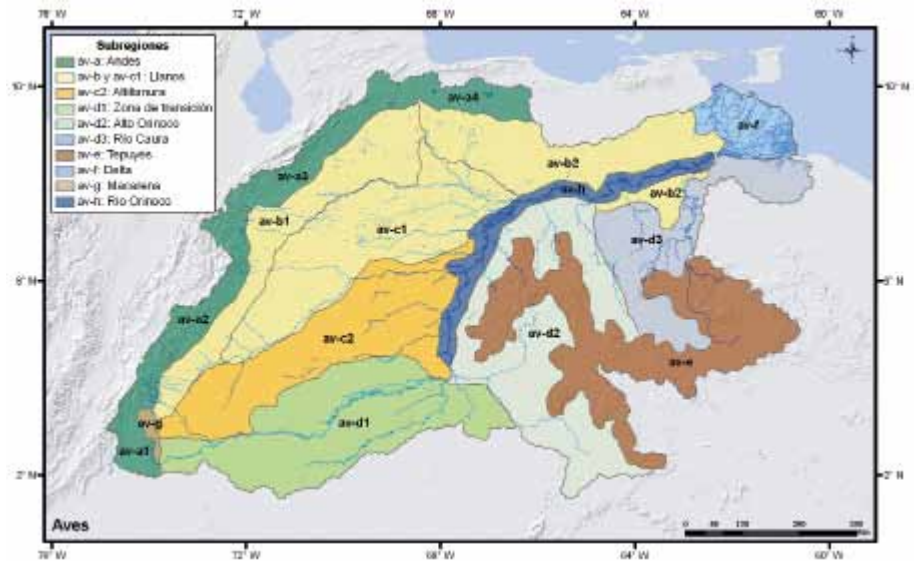 76° W 72° W 68° W 64° W 60° W
Subregiones
av-a: Andes
av-b y av-c1: Llanos
av-c2: Altillanura
av-d1: Zona de transición
av-d2: Alto Orinoco
av-d3: Río Caura
av-e: Tepuyes
av-f: Delta
av-g: Macarena
av-h: Río Orinoco
10° N
10° N
av-a4
av-f
av-a3
av-b2
av-h
av-b2
av-b1
av-c1
av-d3
6° N
6° N
av-a2
av-c2
av-d2
av-e
av-g
av-d1
av-a1
2° N
2° N
Aves
76° W 72° W 68° W 64° W 60° W